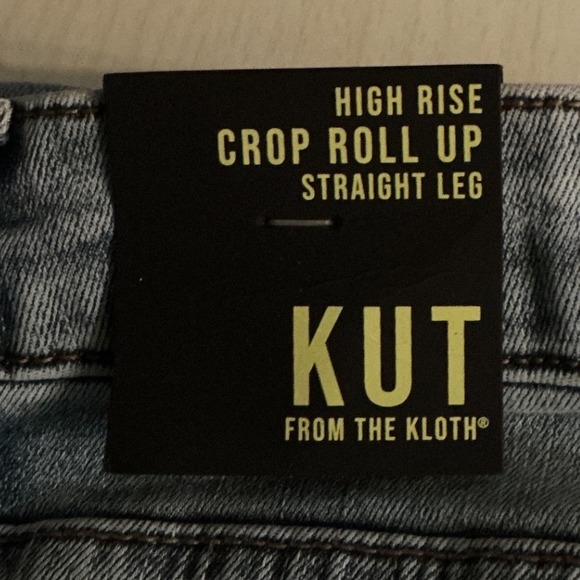 HIGH RISE
CROP ROLL UP
STRAIGHT LEG
KUT
FROM THE KLOTH®